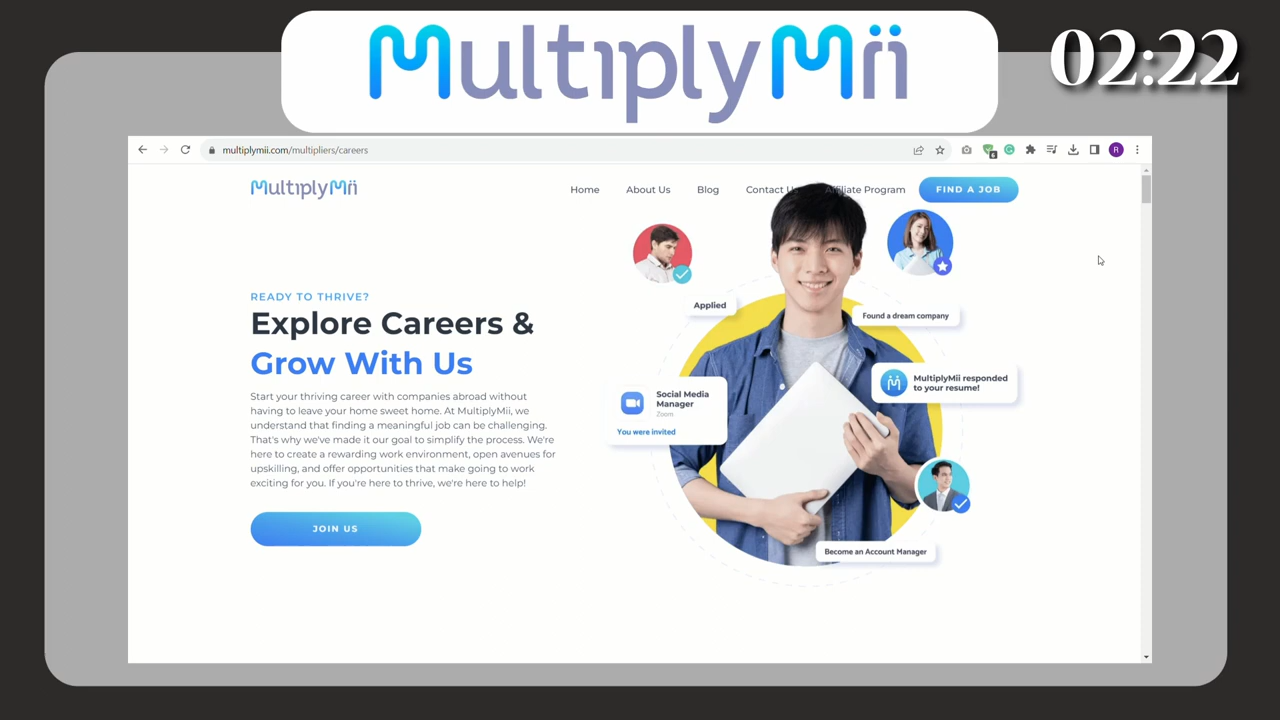 MultiplyMii
02:22
multiplymii.com/multipliers/careers
6
R
MultiplyMii
Home
About Us
Blog
Contact U
Affiliate Program
FIND A JOB
READY TO THRIVE?
Explore Careers &
Grow With Us
Start your thriving career with companies abroad without
having to leave your home sweet home. At MultiplyMii, we
understand that finding a meaningful job can be challenging.
That's why we've made it our goal to simplify the process. We're
here to create a rewarding work environment, open avenues for
upskilling, and offer opportunities that make going to work
exciting for you. If you're here to thrive, we're here to help!
JOIN US
Applied
Found a dream company
Social Media
Manager
Zoom
You were invited
MultiplyMii responded
to your resume!
Become an Account Manager